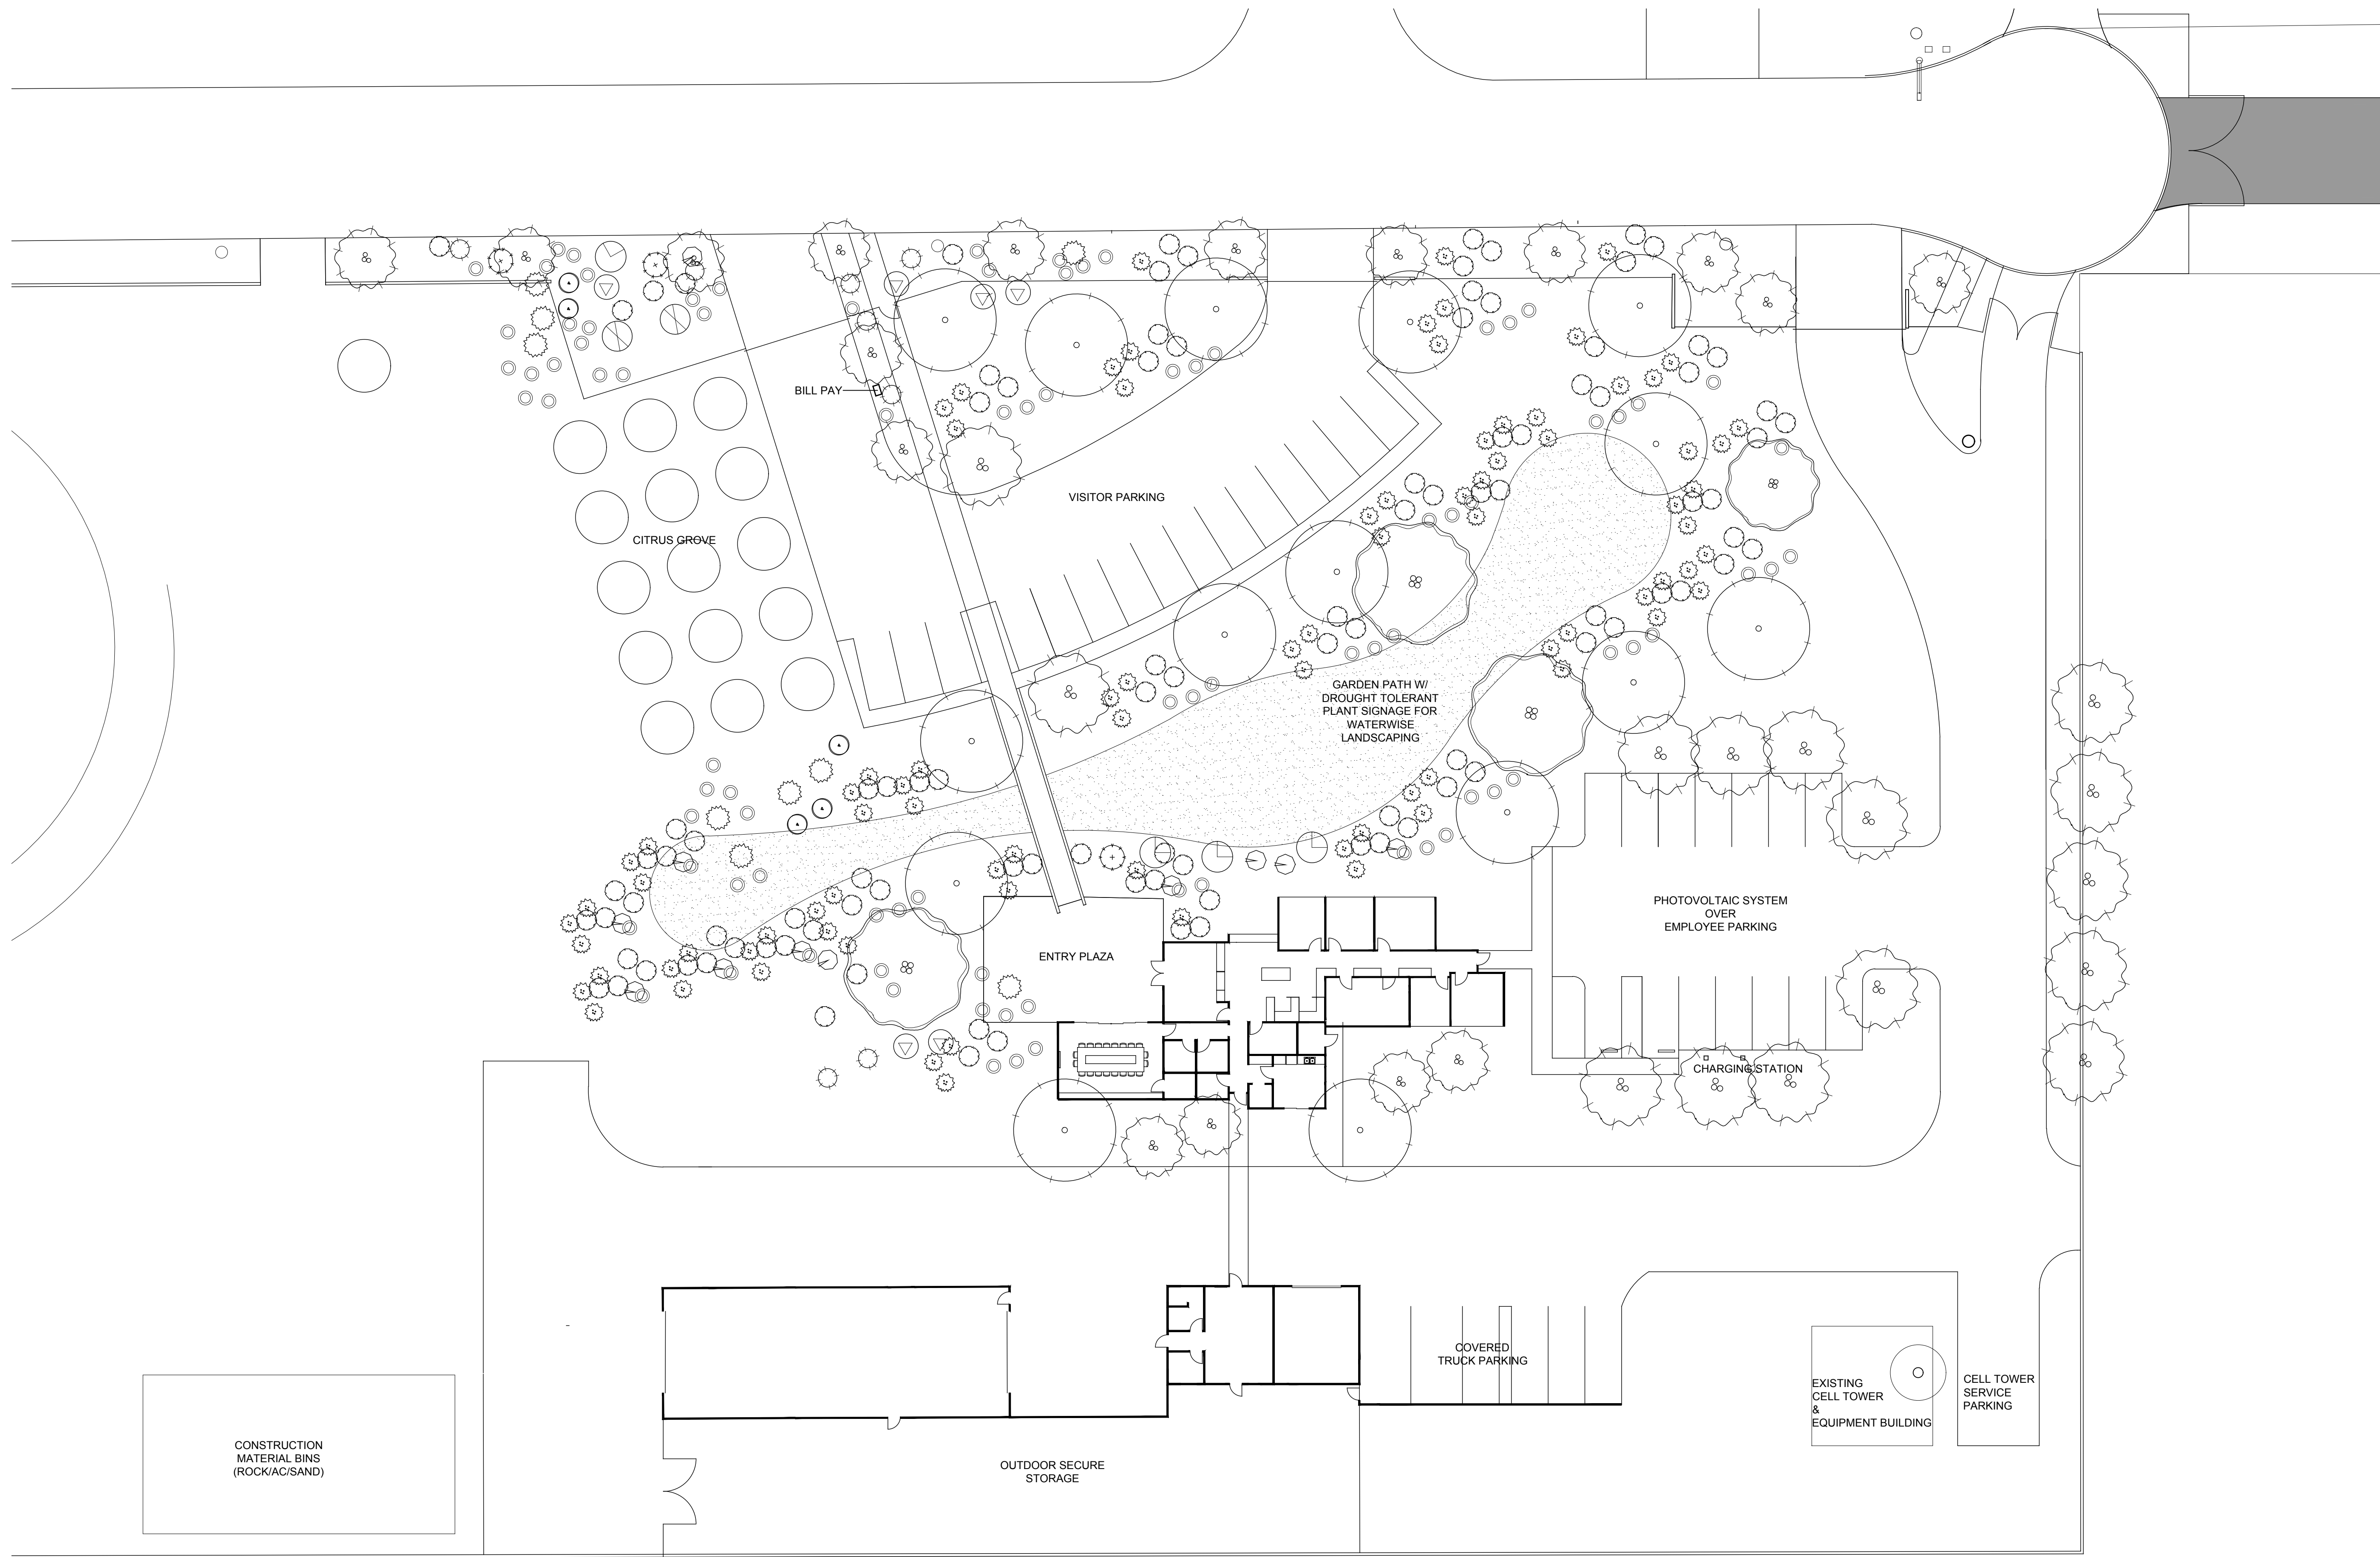 BILL PAY
VISITOR PARKING
CITRUS GROVE
GARDEN PATH W/
DROUGHT TOLERANT
PLANT SIGNAGE FOR
WATERWISE
LANDSCAPING
PHOTOVOLTAIC SYSTEM
OVER
EMPLOYEE PARKING
ENTRY PLAZA
CHARGING STATION
COVERED
TRUCK PARKING
EXISTING
CELL TOWER
&
EQUIPMENT BUILDING
CELL TOWER
SERVICE
PARKING
CONSTRUCTION
MATERIAL BINS
(ROCK/AC/SAND)
OUTDOOR SECURE
STORAGE